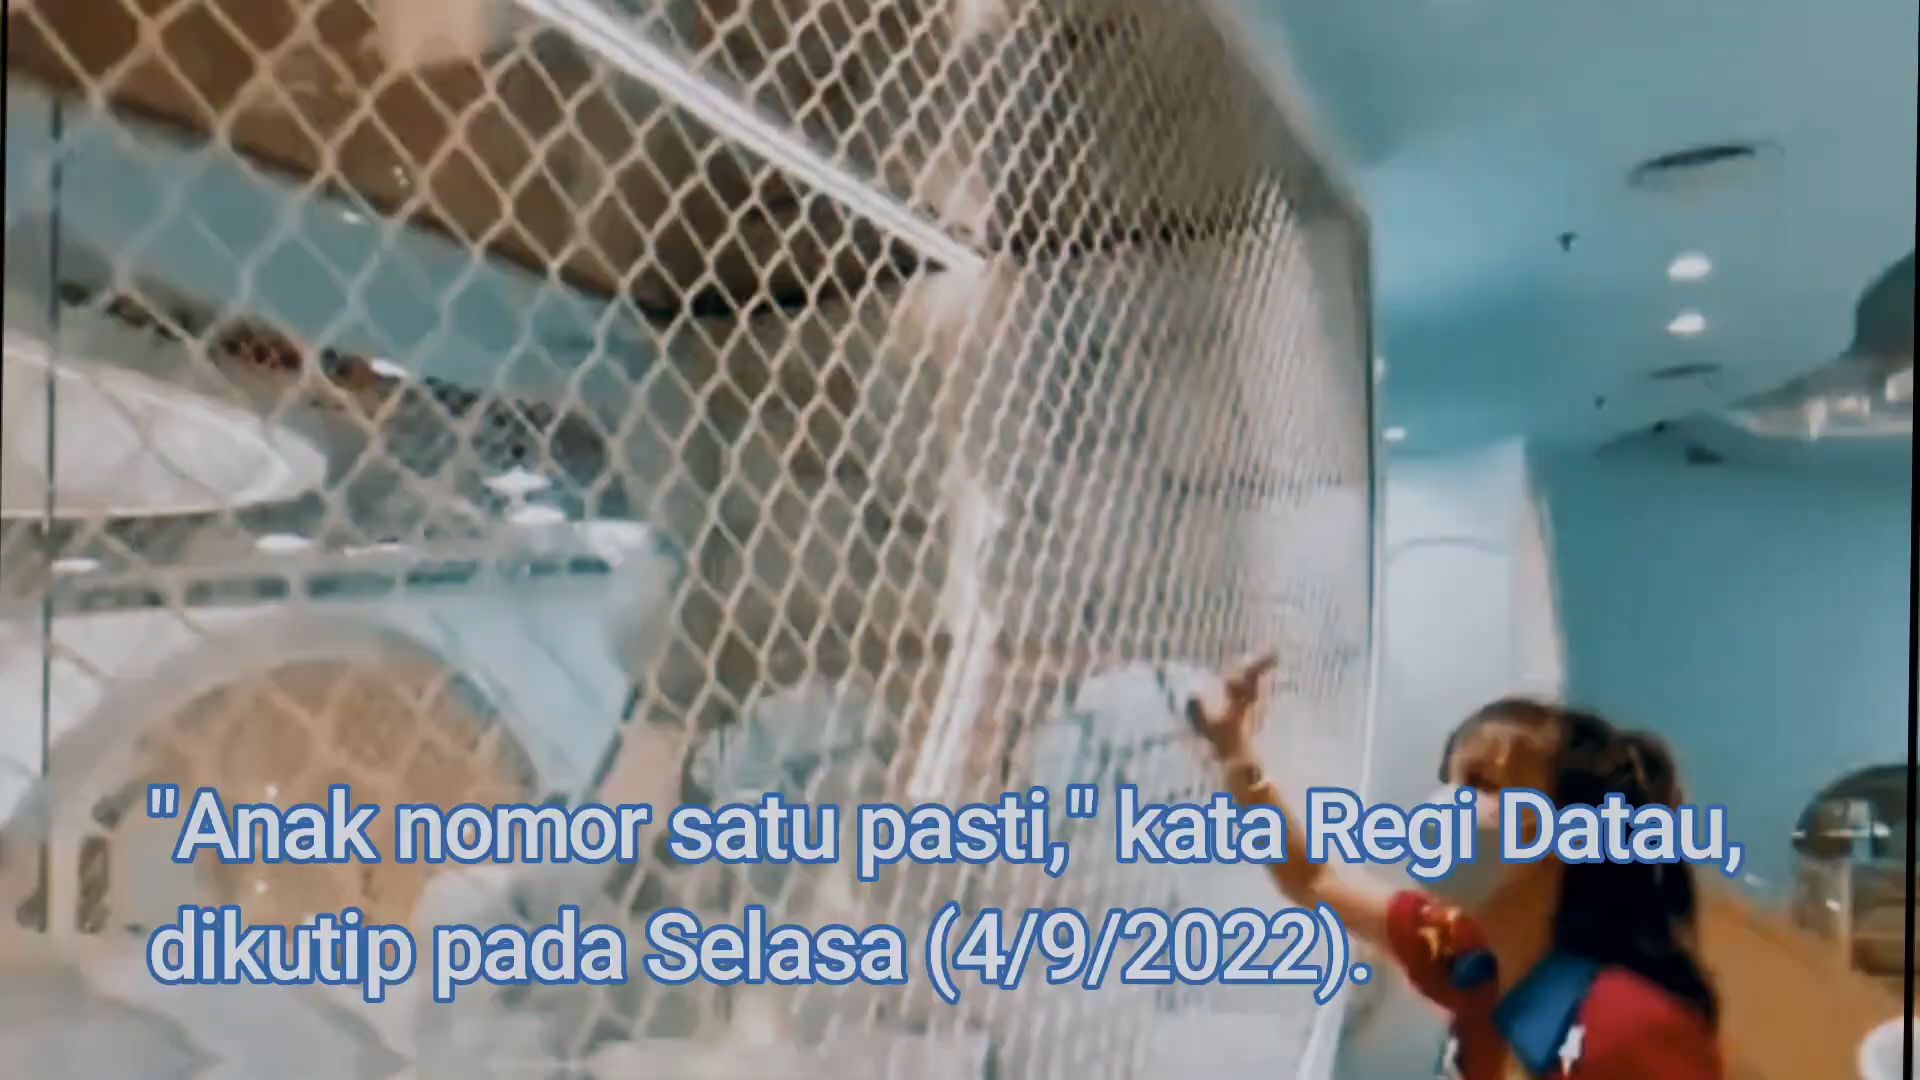 "Anak nomor satu pasti," kata Regi Datau,
dikutip pada Selasa (4/9/2022).